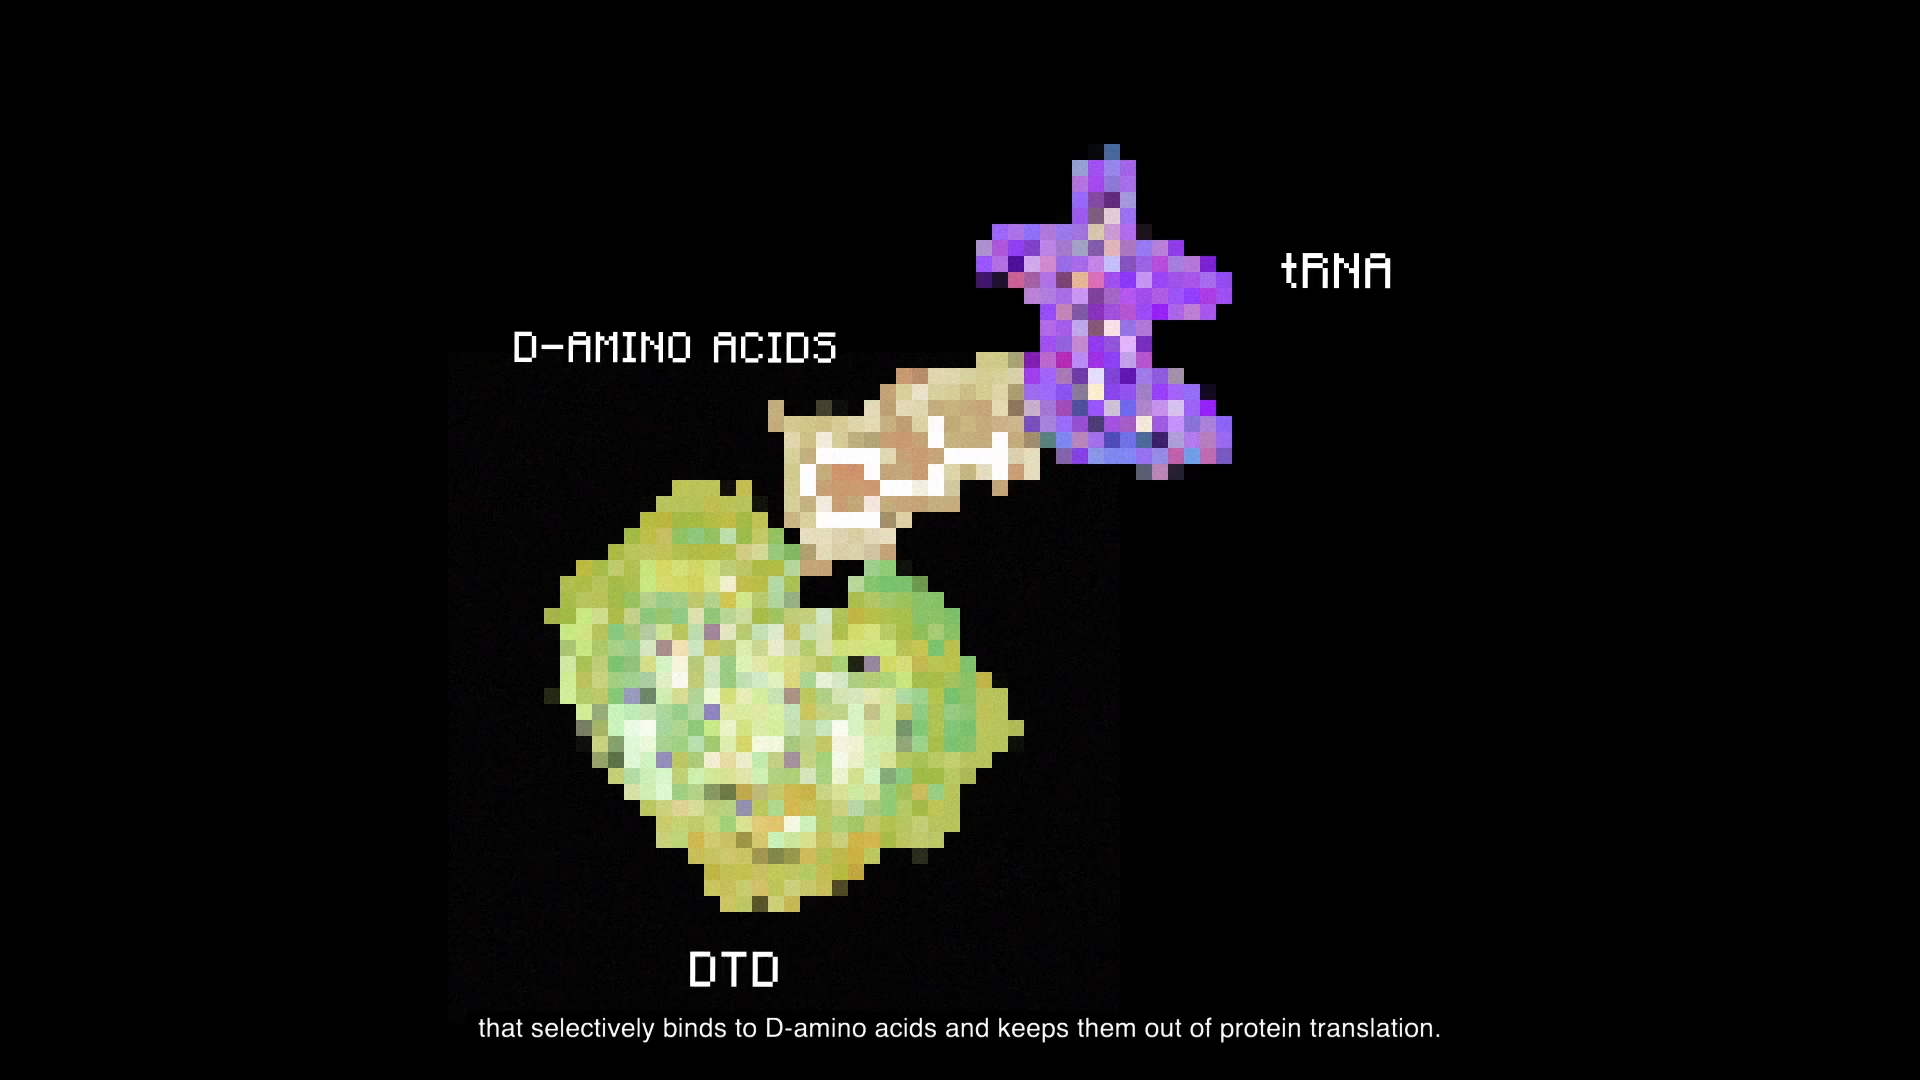 tRNA
D-AMINO ACIDS
DTD
that selectively binds to D-amino acids and keeps them out of protein translation.